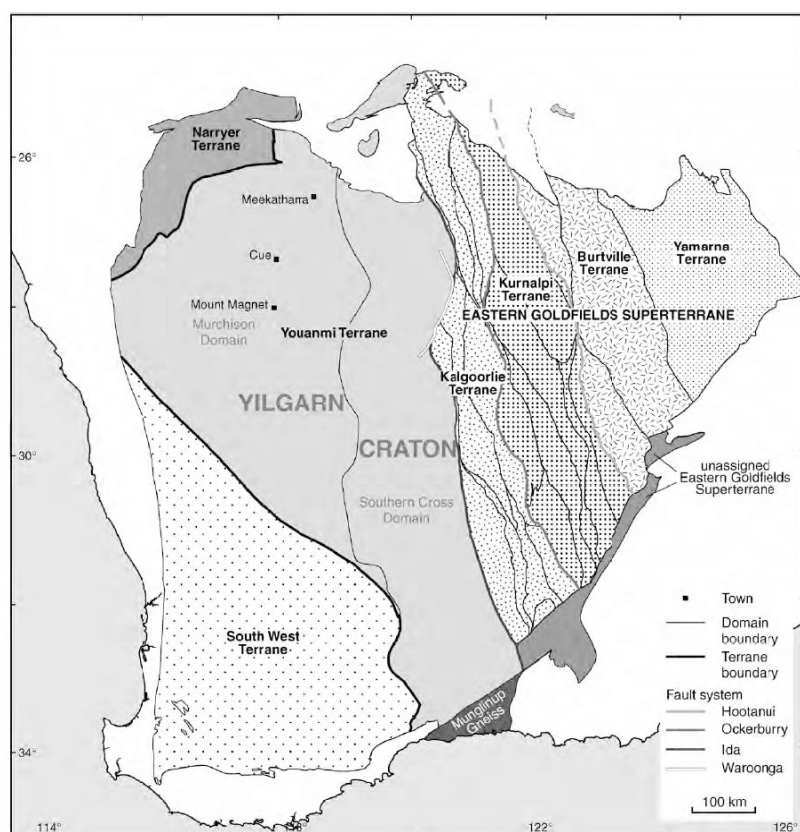 Narryer
Terrane
26°
Meekatharra
Cue
Mount Magnet
Murchison
Domain
Youanmi Terrane
Yamarna
Terrane
Burtville
Terrane
Kurnalpi
Terrane
EASTERN GOLDFIELDS SUPERTERRANE
Kalgoorlie
Terrane
YILGARN
CRATON
30°
Southern Cross
Domain
unassigned
Eastern Goldfields
Superterrane
South West
Terrane
Munglinup
Gneiss
34°
Town
Domain
boundary
Terrane
boundary
Fault system
Hootanui
Ockerburry
Ida
Waroonga
100 km
114°
122°
126°